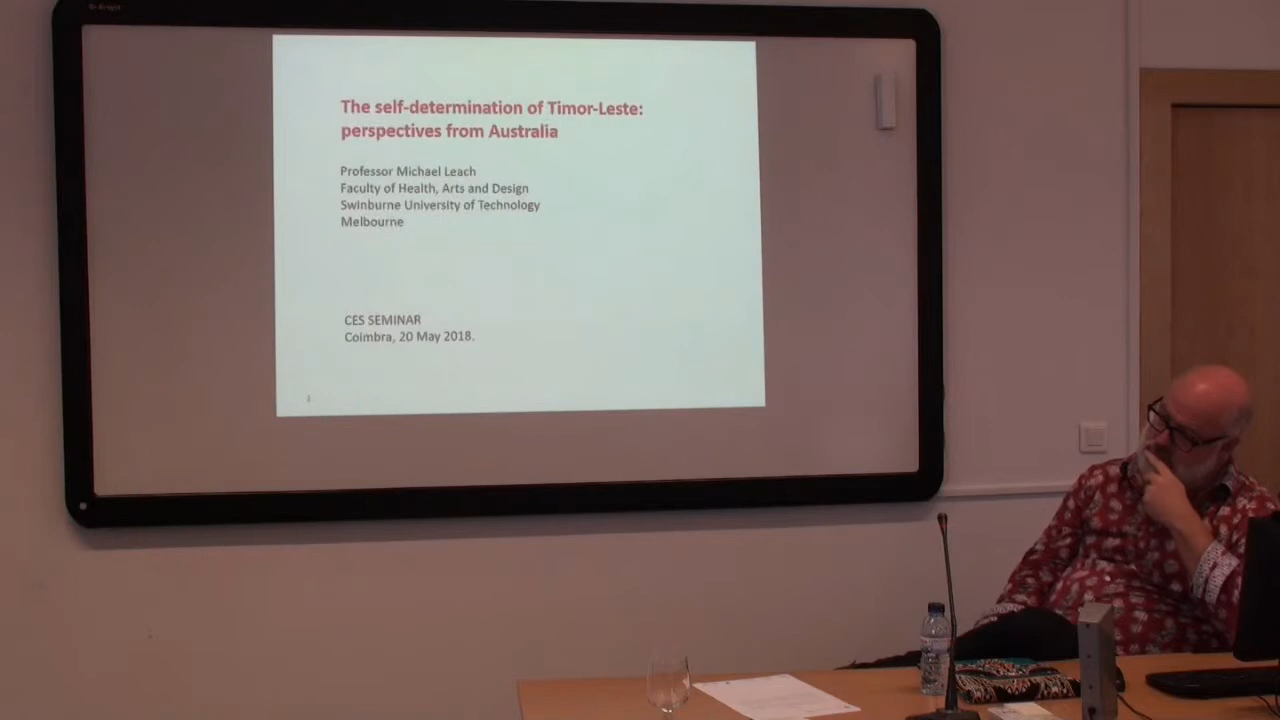 The self-determination of Timor-Leste:
perspectives from Australia
Professor Michael Leach
Faculty of Health, Arts and Design
Swinburne University of Technology
Melbourne
CES SEMINAR
Coimbra, 20 May 2018.
1